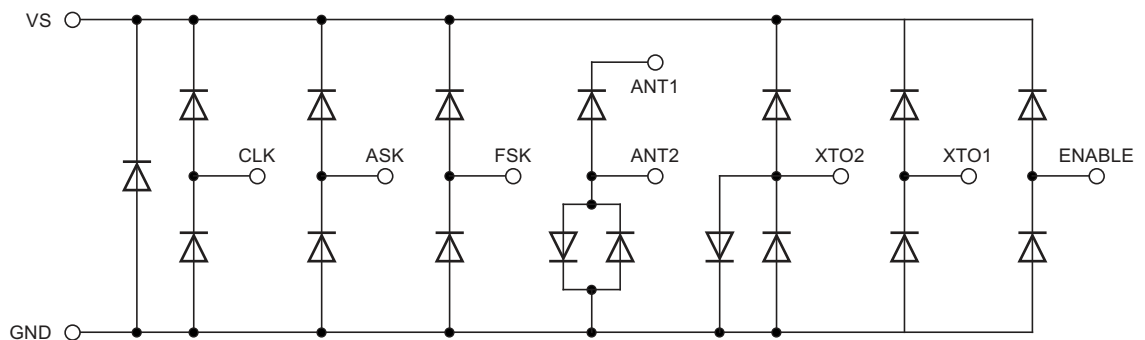 VS
ANT1
CLK
ASK
FSK
ANT2
XTO2
XTO1
ENABLE
GND